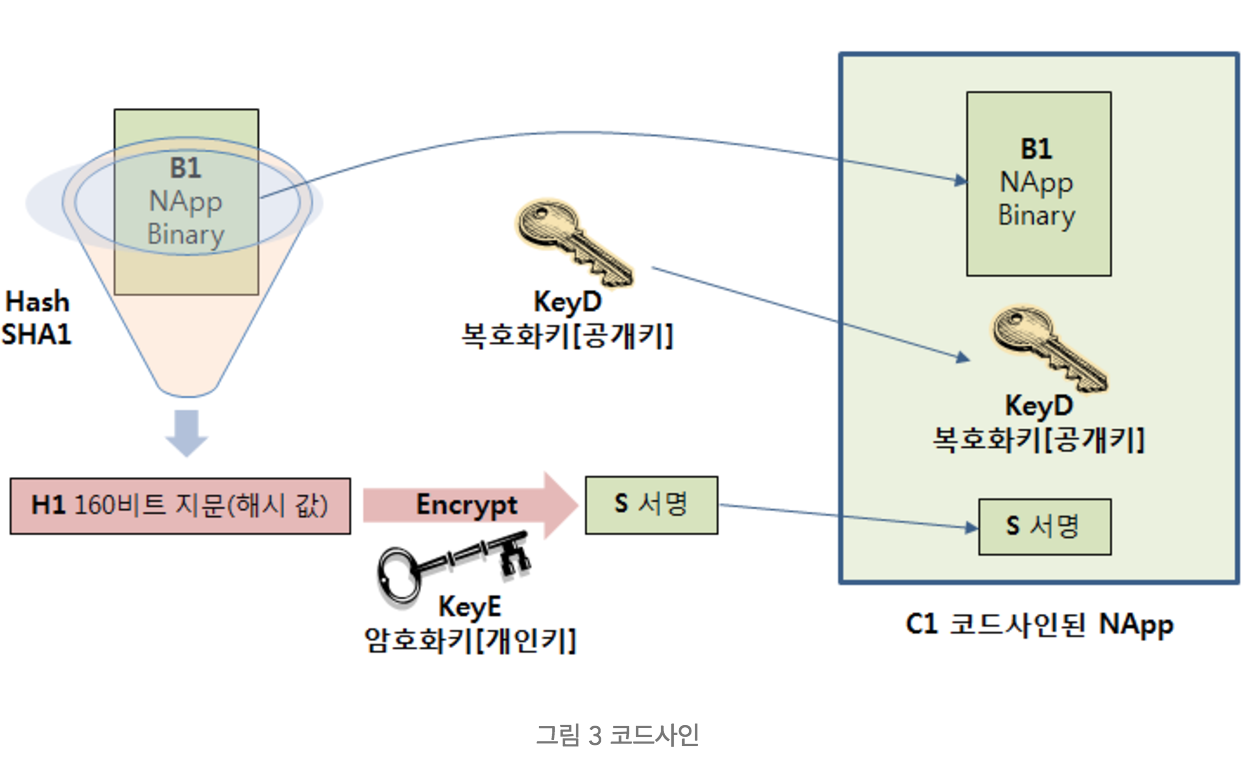 B1
NApp
Binary
Hash
SHA1
KeyD
복호화키[공개키]
H1 160비트 지문(해시 값)
Encrypt
S 서명
KeyE
암호화키[개인키]
B1
NApp
Binary
KeyD
복호화키[공개키]
S 서명
C1 코드사인된 NApp
그림 3 코드사인